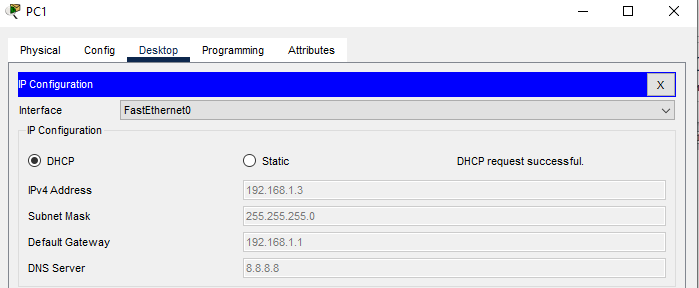 PC1
Physical Config Desktop Programming Attributes
IP Configuration X
Interface FastEthernet0
IP Configuration
DHCP Static DHCP request successful.
IPv4 Address 192.168.1.3
Subnet Mask 255.255.255.0
Default Gateway 192.168.1.1
DNS Server 8.8.8.8